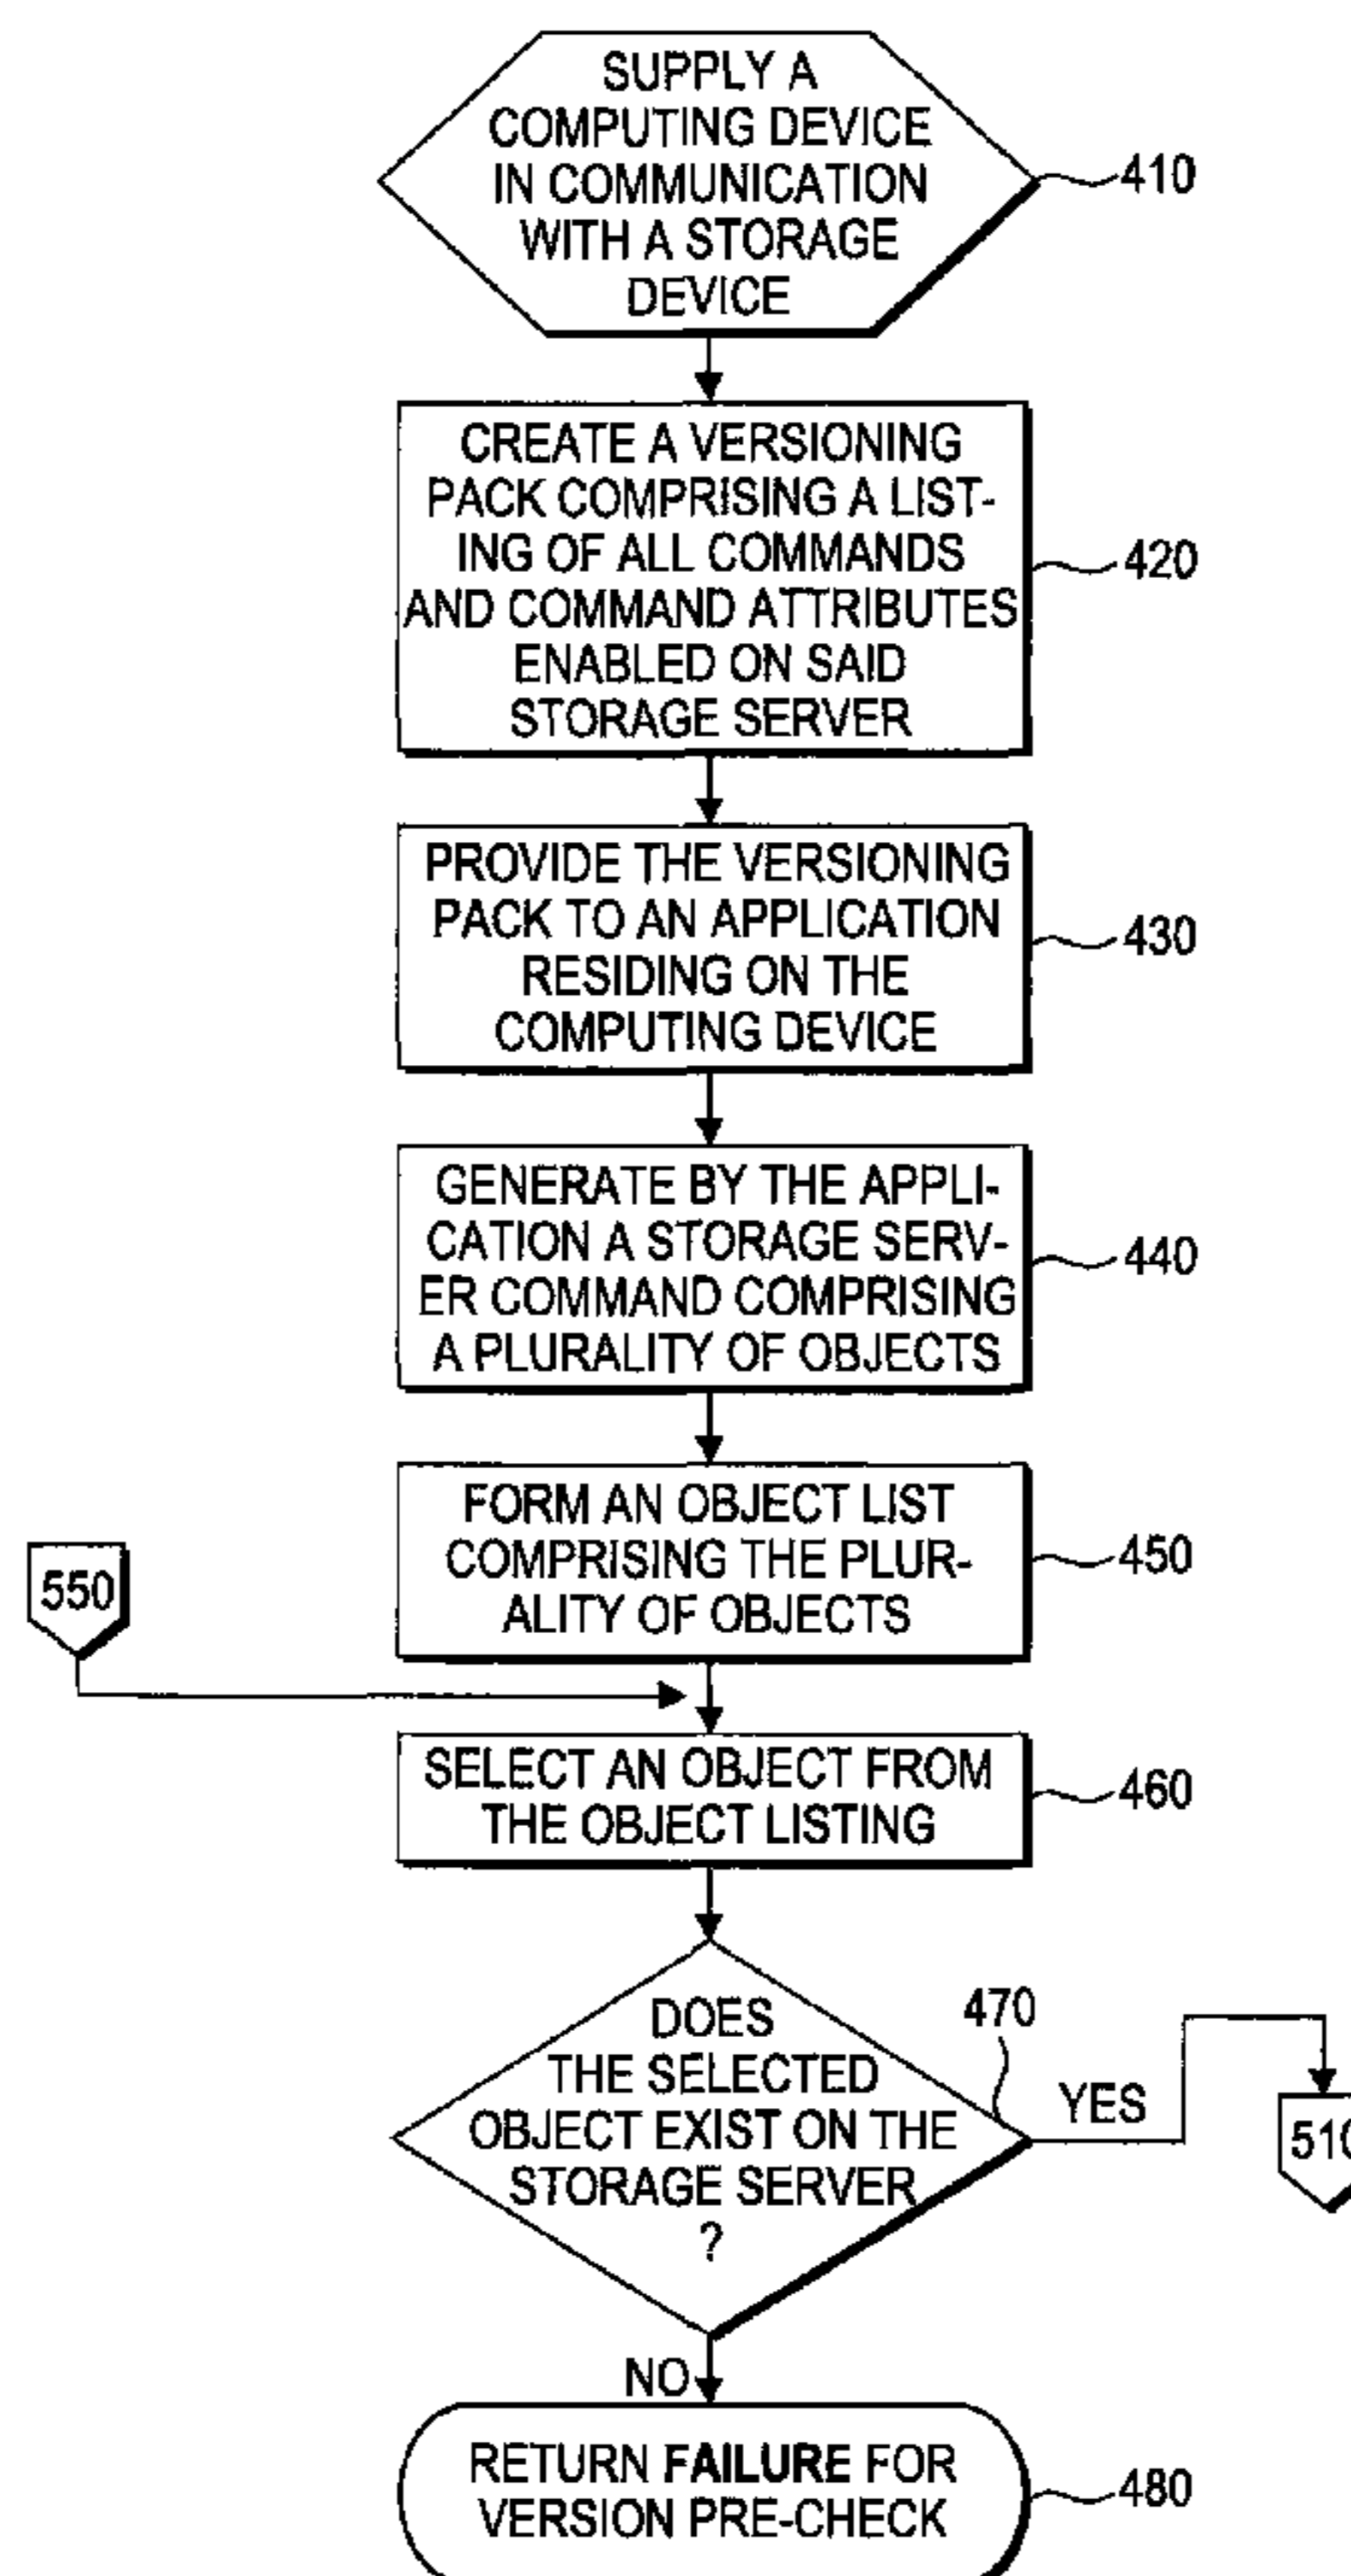 SUPPLY A
COMPUTING DEVICE
IN COMMUNICATION
WITH A STORAGE
DEVICE
410
CREATE A VERSIONING
PACK COMPRISING A LIST-
ING OF ALL COMMANDS
AND COMMAND ATTRIBUTES
ENABLED ON SAID
STORAGE SERVER
420
PROVIDE THE VERSIONING
PACK TO AN APPLICATION
RESIDING ON THE
COMPUTING DEVICE
430
GENERATE BY THE APPLI-
CATION A STORAGE SERV-
ER COMMAND COMPRISING
A PLURALITY OF OBJECTS
440
FORM AN OBJECT LIST
COMPRISING THE PLUR-
ALITY OF OBJECTS
450
550
SELECT AN OBJECT FROM
THE OBJECT LISTING
460
DOES
THE SELECTED
OBJECT EXIST ON THE
STORAGE SERVER
?
470
YES
510
NO
RETURN FAILURE FOR
VERSION PRE-CHECK
480